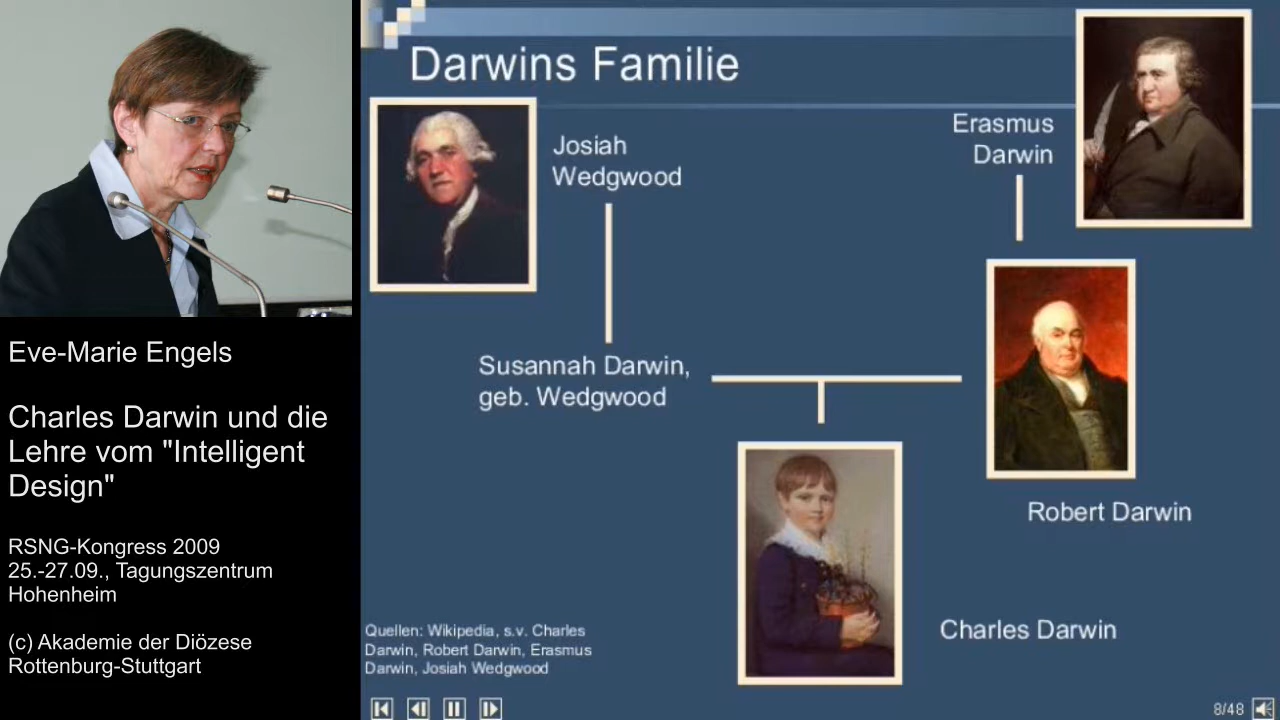 Eve-Marie Engels
Charles Darwin und die
Lehre vom "Intelligent
Design"
RSNG-Kongress 2009
25.-27.09., Tagungszentrum
Hohenheim
(c) Akademie der Diözese
Rottenburg-Stuttgart
Darwins Familie
Josiah
Wedgwood
Erasmus
Darwin
Susannah Darwin,
geb. Wedgwood
Robert Darwin
Charles Darwin
Quellen: Wikipedia, s.v. Charles
Darwin, Robert Darwin, Erasmus
Darwin, Josiah Wedgwood
8/48